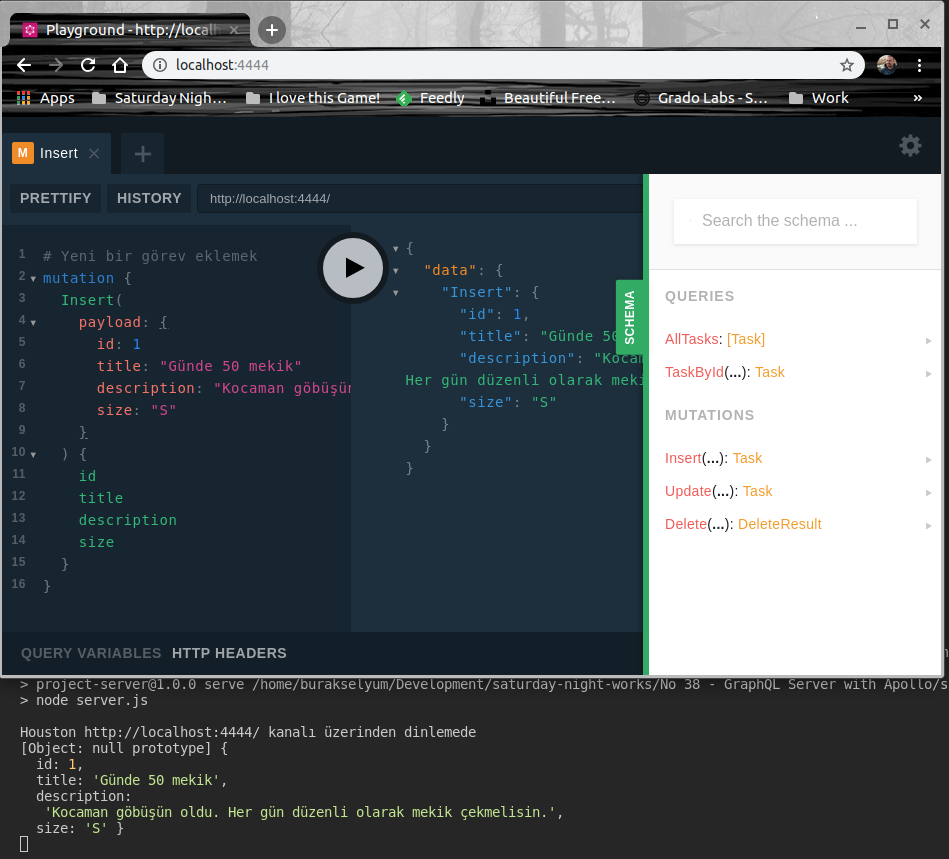 Playground - http://locall
localhost:4444
Apps
Saturday Nigh...
I love this Game!
Feedly
Beautiful Free...
Grado Labs - S...
Work
»
M Insert
PRETTIFY
HISTORY
http://localhost:4444/
1 # Yeni bir görev eklemek
2 mutation {
3 Insert(
4 payload: {
5 id: 1
6 title: "Günde 50 mekik"
7 description: "Kocaman göbüşün
8 size: "S"
9 }
10 ) {
11 id
12 title
13 description
14 size
15 }
16 }
{
"data": {
"Insert": {
"id": 1,
"title": "Günde 50
"description": "Kocam
Her gün düzenli olarak meki
"size": "S"
}
}
}
SCHEMA
Search the schema ...
QUERIES
AllTasks: [Task]
TaskById(...): Task
MUTATIONS
Insert(...): Task
Update(...): Task
Delete(...): DeleteResult
QUERY VARIABLES
HTTP HEADERS
> project-server@1.0.0 serve /home/burakselyum/Development/saturday-night-works/No 38 - GraphQL Server with Apollo/s
> node server.js
Houston http://localhost:4444/ kanalı üzerinden dinlemede
[Object: null prototype] {
id: 1,
title: 'Günde 50 mekik',
description:
'Kocaman göbüşün oldu. Her gün düzenli olarak mekik çekmelisin.',
size: 'S' }